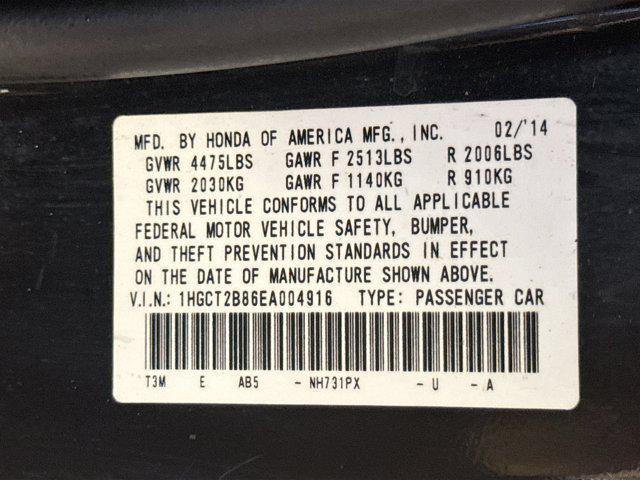 MFD. BY HONDA OF AMERICA MFG., INC. 02/'14
GVWR 4475LBS GAWR F 2513LBS R 2006LBS
GVWR 2030KG GAWR F 1140KG R 910KG
THIS VEHICLE CONFORMS TO ALL APPLICABLE
FEDERAL MOTOR VEHICLE SAFETY, BUMPER,
AND THEFT PREVENTION STANDARDS IN EFFECT
ON THE DATE OF MANUFACTURE SHOWN ABOVE.
V.I.N.: 1HGCT2B86EA004916 TYPE: PASSENGER CAR
T3M E AB5 - NH731PX - U - A